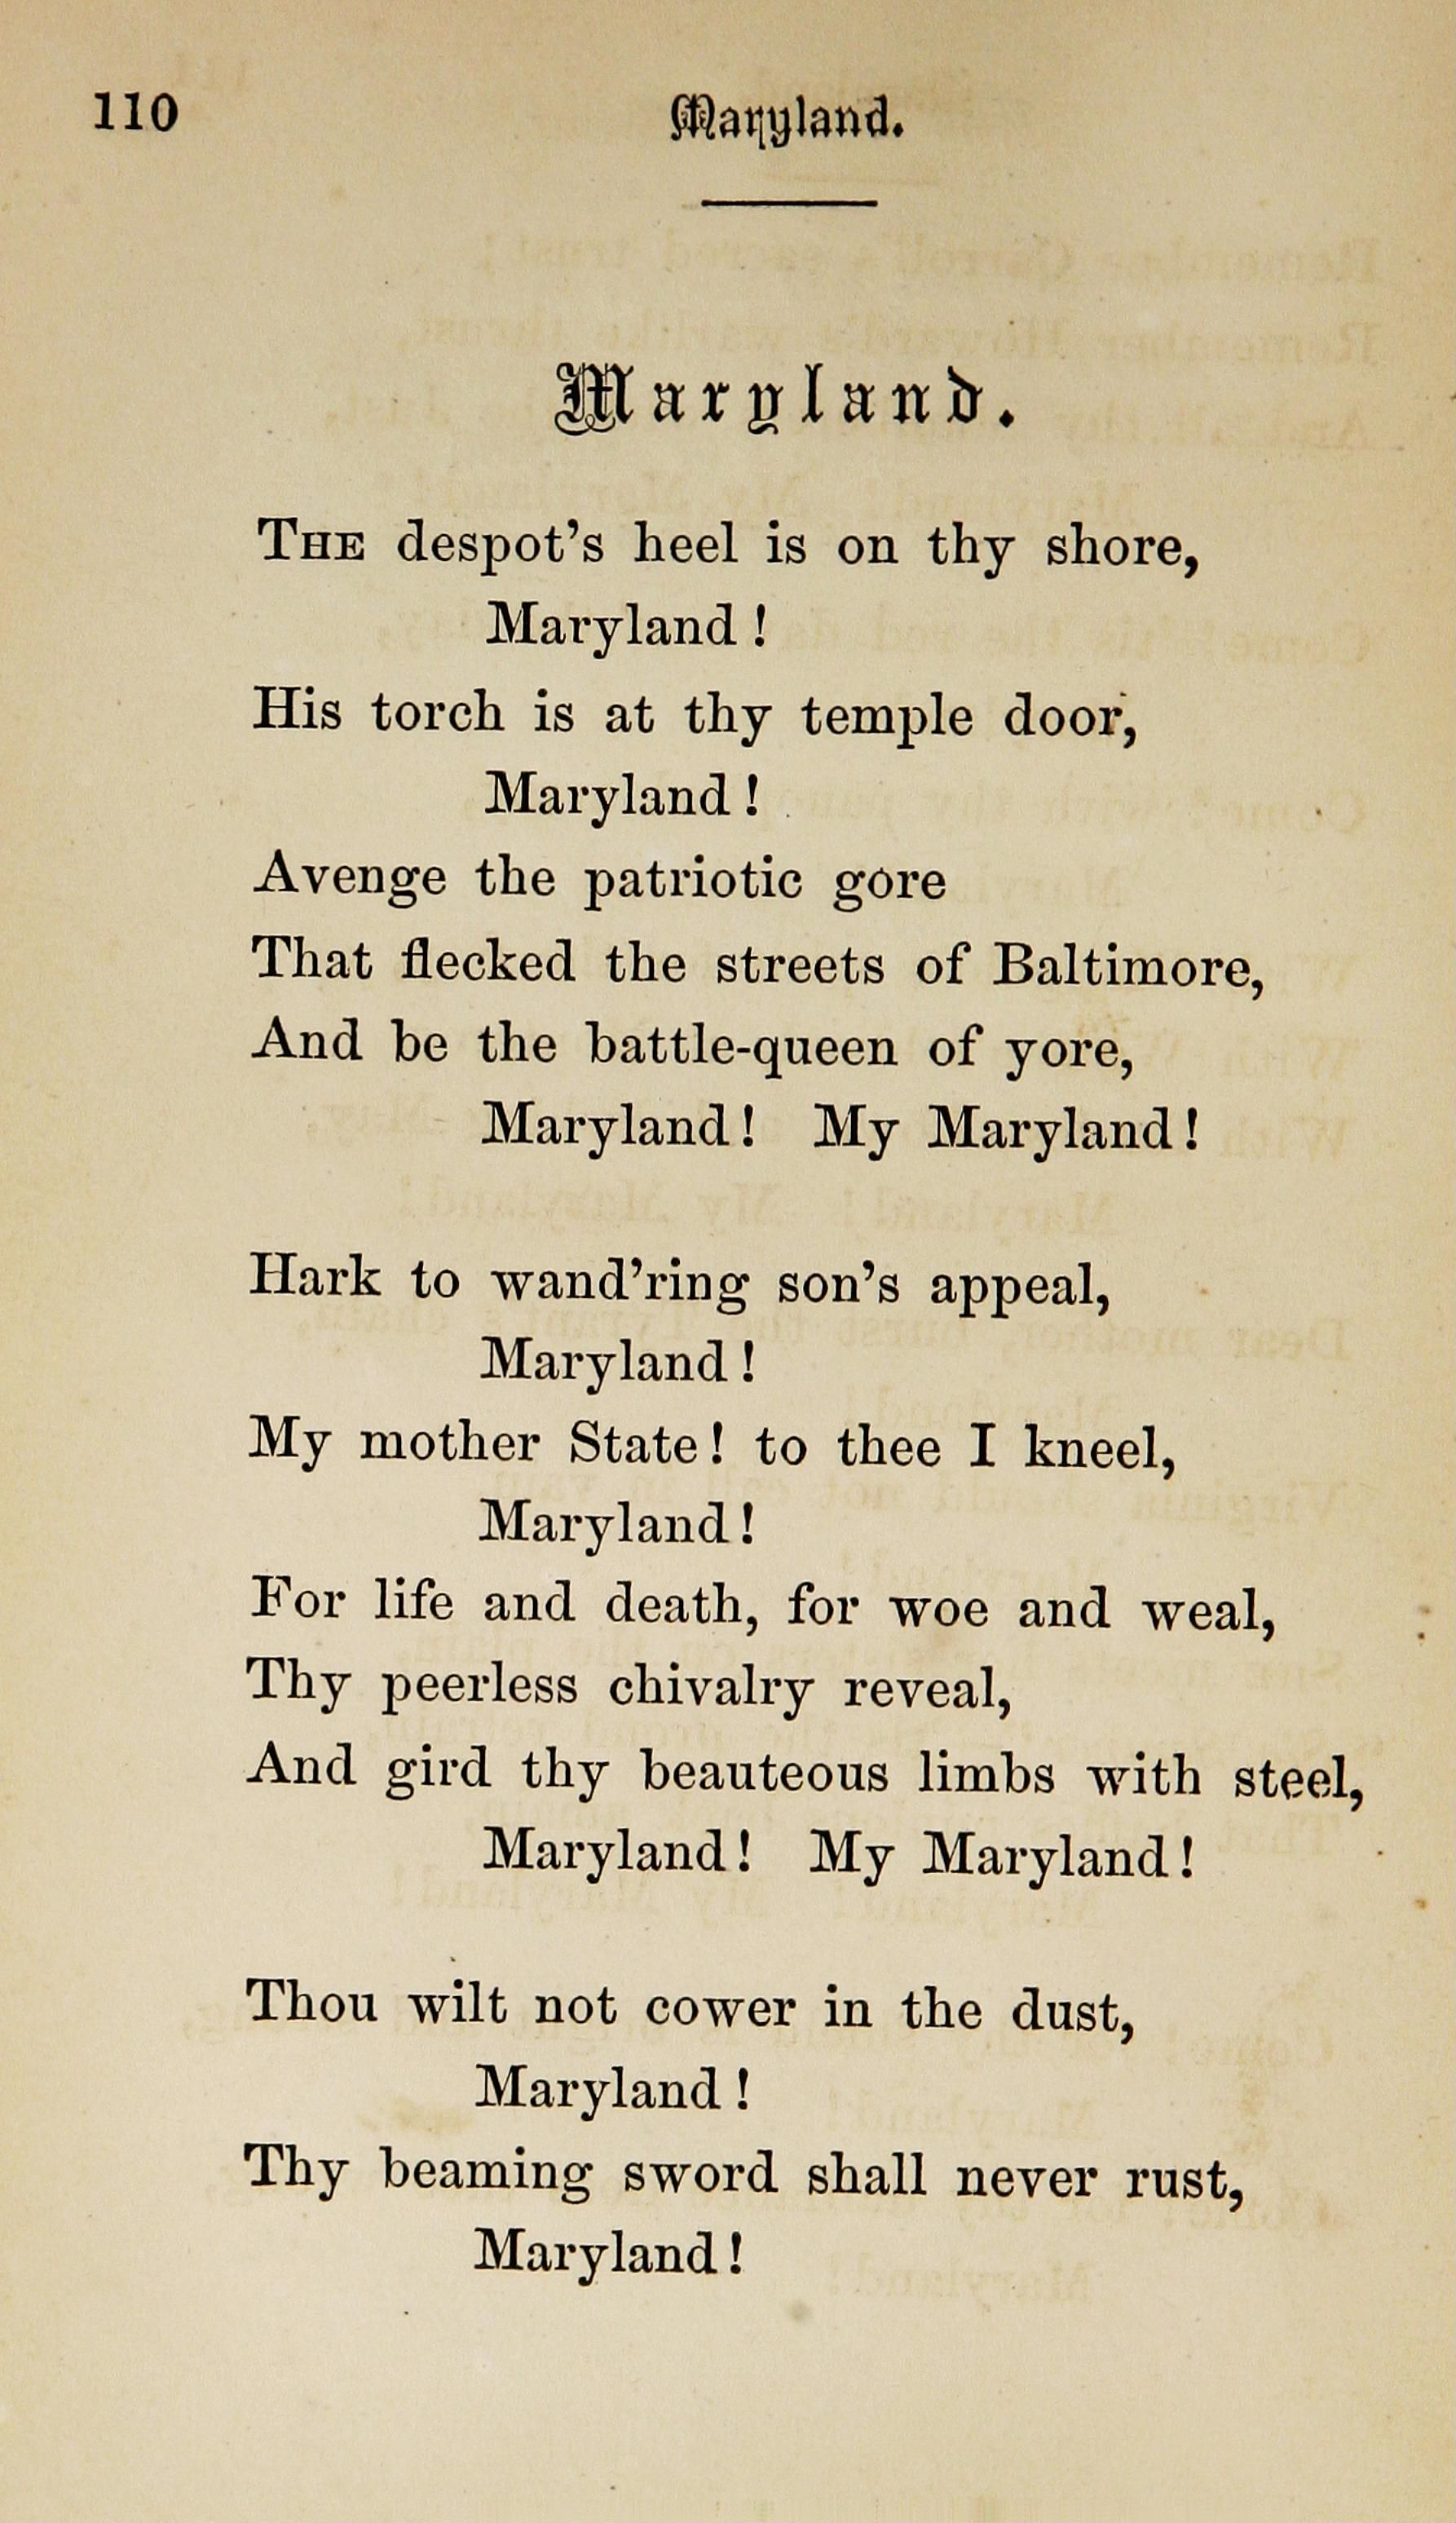 110
Maryland.
Maryland.
THE despot's heel is on thy shore,
Maryland!
His torch is at thy temple door,
Maryland!
Avenge the patriotic gore
That flecked the streets of Baltimore,
And be the battle-queen of yore,
Maryland! My Maryland!
Hark to wand'ring son's appeal,
Maryland!
My mother State! to thee I kneel,
Maryland!
For life and death, for woe and weal,
Thy peerless chivalry reveal,
And gird thy beauteous limbs with steel,
Maryland! My Maryland!
Thou wilt not cower in the dust,
Maryland!
Thy beaming sword shall never rust,
Maryland!